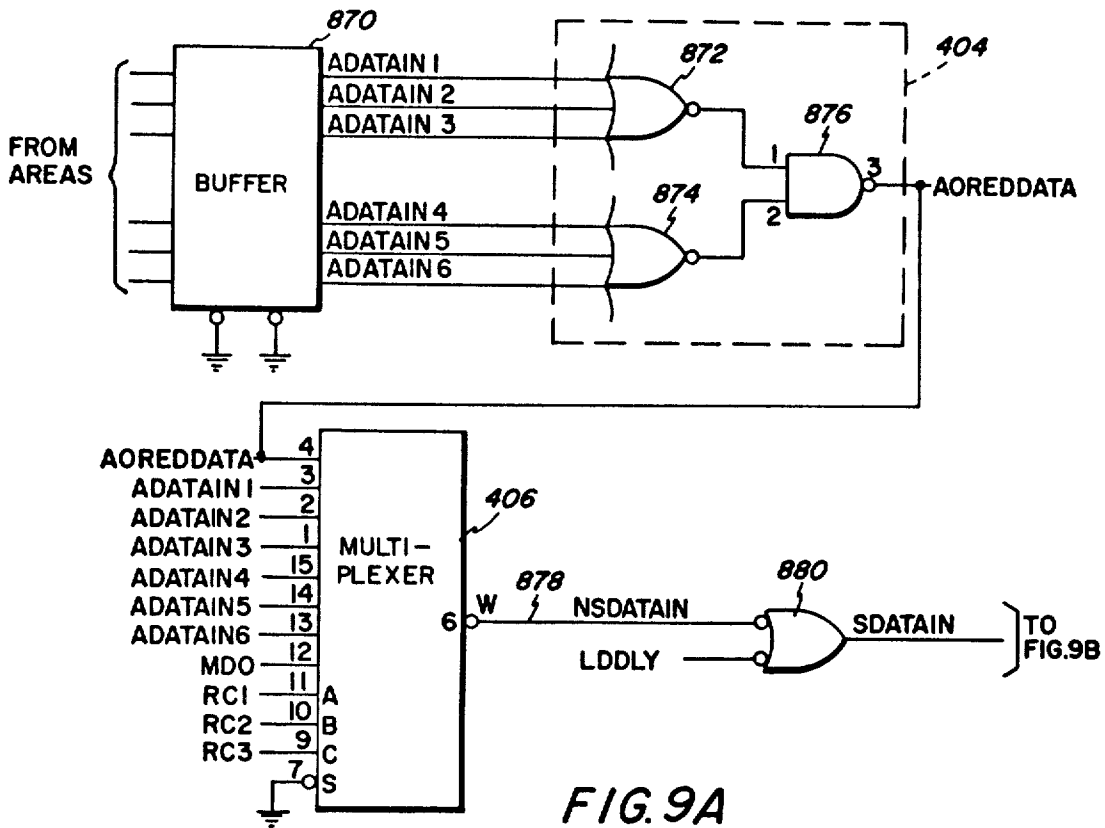 870
ADATAIN 1
872
404
ADATAIN 2
ADATAIN 3
876
FROM
AREAS
BUFFER
1
3
AOREDDATA
2
874
ADATAIN 4
ADATAIN 5
ADATAIN 6
AOREDDATA 4
ADATAIN1 3
ADATAIN2 2
ADATAIN3 1
ADATAIN4 15
ADATAIN5 14
ADATAIN6 13
MDO 12
RC1 11 A
RC2 10 B
RC3 9 C
7 S
MULTI-
PLEXER
406
6 W
878
NSDATAIN
LDDLY
880
SDATAIN
TO
FIG.9B
FIG. 9A